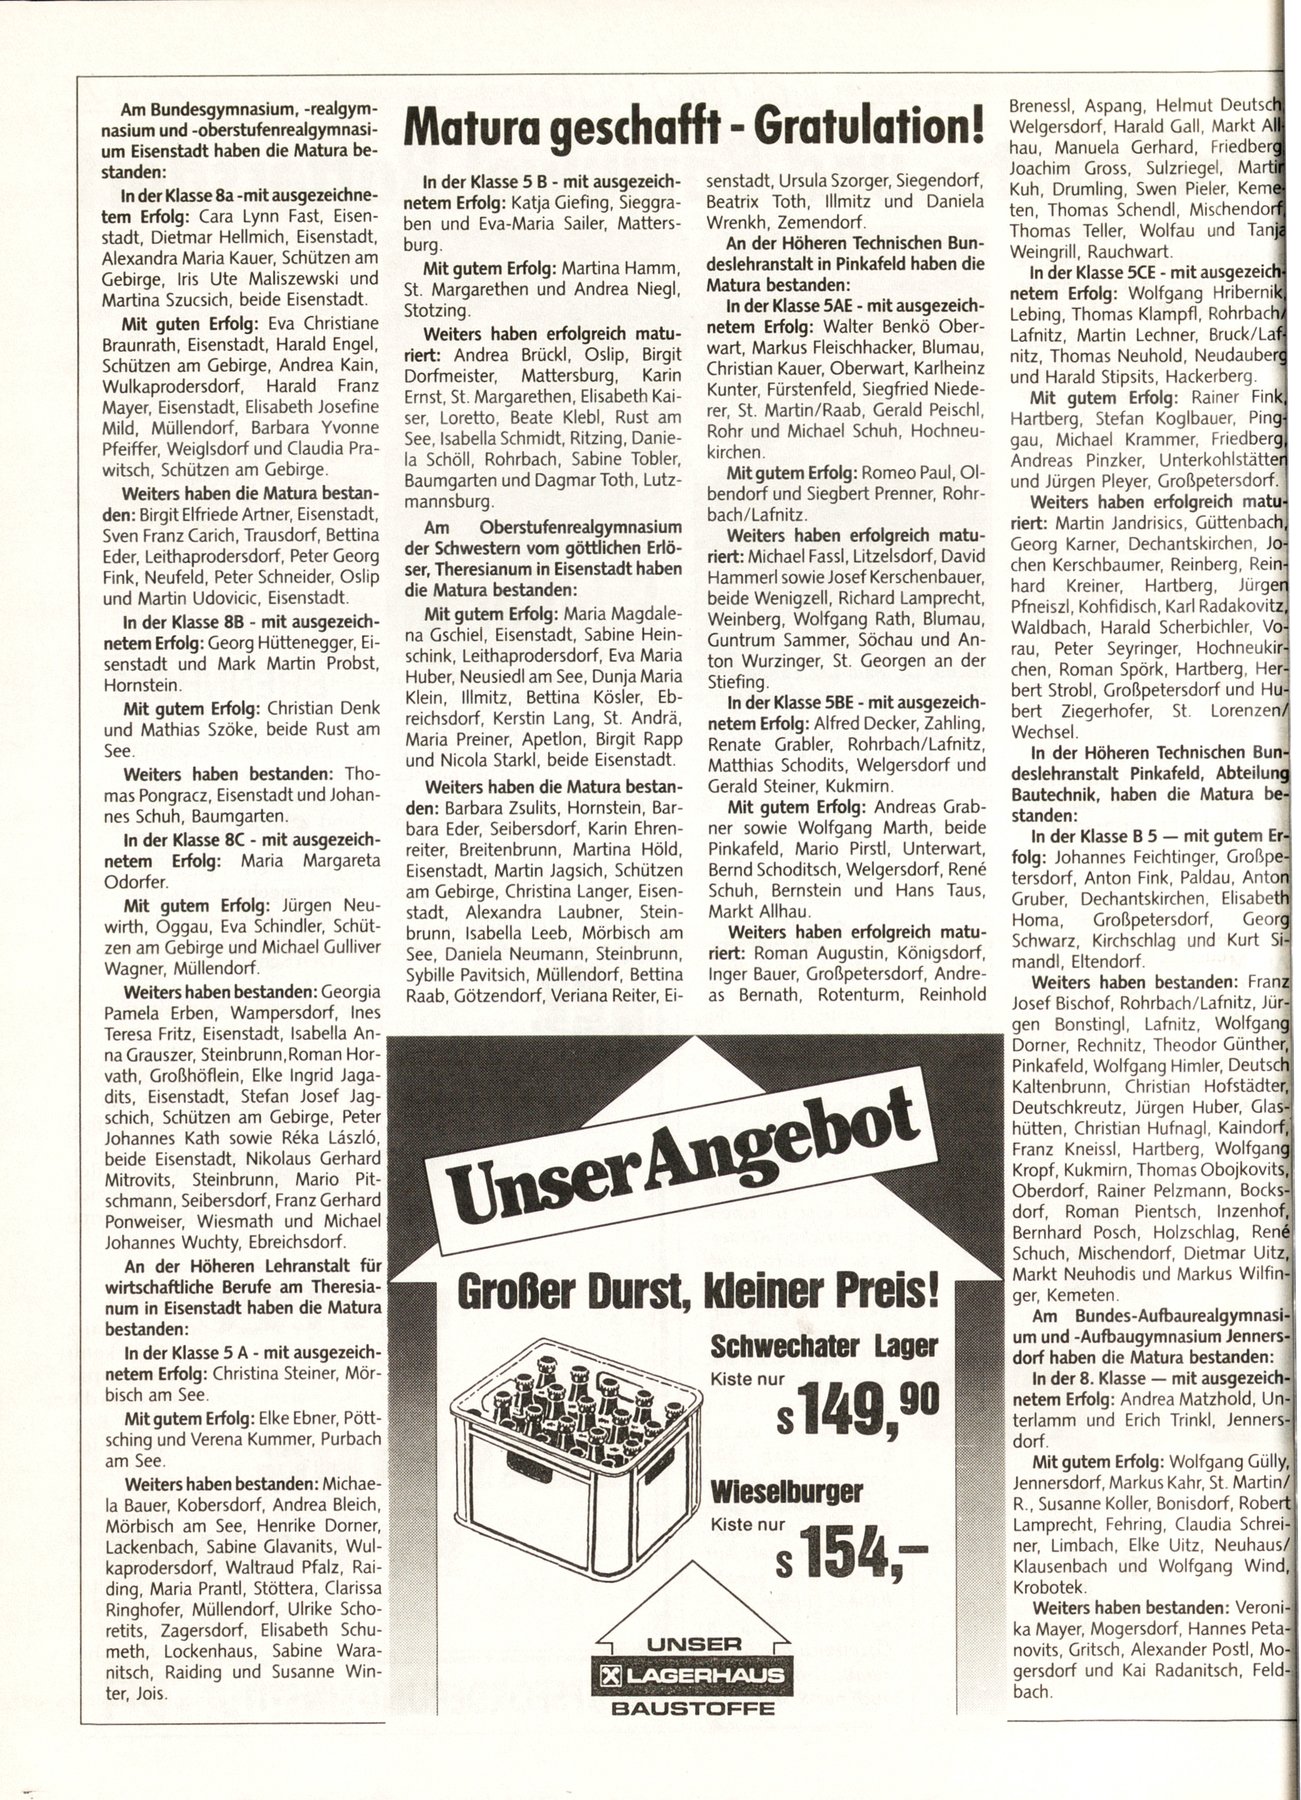 Am Bundesgymnasium, -realgym-
nasium und -oberstufenrealgymnasi-
um Eisenstadt haben die Matura be-
standen:
In der Klasse 8a -mit ausgezeichne-
tem Erfolg: Cara Lynn Fast, Eisen-
stadt, Dietmar Hellmich, Eisenstadt,
Alexandra Maria Kauer, Schützen am
Gebirge, Iris Ute Maliszewski und
Martina Szucsich, beide Eisenstadt.
Mit guten Erfolg: Eva Christiane
Braunrath, Eisenstadt, Harald Engel,
Schützen am Gebirge, Andrea Kain,
Wulkaprodersdorf, Harald Franz
Mayer, Eisenstadt, Elisabeth Josefine
Mild, Müllendorf, Barbara Yvonne
Pfeiffer, Weiglsdorf und Claudia Pra-
witsch, Schützen am Gebirge.
Weiters haben die Matura bestan-
den: Birgit Elfriede Artner, Eisenstadt,
Sven Franz Carich, Trausdorf, Bettina
Eder, Leithaprodersdorf, Peter Georg
Fink, Neufeld, Peter Schneider, Oslip
und Martin Udovicic, Eisenstadt.
In der Klasse 8B - mit ausgezeich-
netem Erfolg: Georg Hüttenegger, Ei-
senstadt und Mark Martin Probst,
Hornstein.
Mit gutem Erfolg: Christian Denk
und Mathias Szöke, beide Rust am
See.
Weiters haben bestanden: Tho-
mas Pongracz, Eisenstadt und Johan-
nes Schuh, Baumgarten.
In der Klasse 8C - mit ausgezeich-
netem Erfolg: Maria Margareta
Odorfer.
Mit gutem Erfolg: Jürgen Neu-
wirth, Oggau, Eva Schindler, Schüt-
zen am Gebirge und Michael Gulliver
Wagner, Müllendorf.
Weiters haben bestanden: Georgia
Pamela Erben, Wampersdorf, Ines
Teresa Fritz, Eisenstadt, Isabella An-
na Grauszer, Steinbrunn,Roman Hor-
vath, Großhöflein, Elke Ingrid Jaga-
dits, Eisenstadt, Stefan Josef Jag-
schich, Schützen am Gebirge, Peter
Johannes Kath sowie Réka László,
beide Eisenstadt, Nikolaus Gerhard
Mitrovits, Steinbrunn, Mario Pit-
schmann, Seibersdorf, Franz Gerhard
Ponweiser, Wiesmath und Michael
Johannes Wuchty, Ebreichsdorf.
An der Höheren Lehranstalt für
wirtschaftliche Berufe am Theresia-
num in Eisenstadt haben die Matura
bestanden:
In der Klasse 5 A - mit ausgezeich-
netem Erfolg: Christina Steiner, Mör-
bisch am See.
Mit gutem Erfolg: Elke Ebner, Pött-
sching und Verena Kummer, Purbach
am See.
Weiters haben bestanden: Michae-
la Bauer, Kobersdorf, Andrea Bleich,
Mörbisch am See, Henrike Dorner,
Lackenbach, Sabine Glavanits, Wul-
kaprodersdorf, Waltraud Pfalz, Rai-
ding, Maria Prantl, Stöttera, Clarissa
Ringhofer, Müllendorf, Ulrike Scho-
retits, Zagersdorf, Elisabeth Schu-
meth, Lockenhaus, Sabine Wara-
nitsch, Raiding und Susanne Win-
ter, Jois.
Matura geschafft - Gratulation!
In der Klasse 5 B - mit ausgezeich-
netem Erfolg: Katja Giefing, Sieggra-
ben und Eva-Maria Sailer, Matters-
burg.
Mit gutem Erfolg: Martina Hamm,
St. Margarethen und Andrea Niegl,
Stotzing.
Weiters haben erfolgreich matu-
riert: Andrea Brückl, Oslip, Birgit
Dorfmeister, Mattersburg, Karin
Ernst, St. Margarethen, Elisabeth Kai-
ser, Loretto, Beate Klebl, Rust am
See, Isabella Schmidt, Ritzing, Danie-
la Schöll, Rohrbach, Sabine Tobler,
Baumgarten und Dagmar Toth, Lutz-
mannsburg.
Am Oberstufenrealgymnasium
der Schwestern vom göttlichen Erlö-
ser, Theresianum in Eisenstadt haben
die Matura bestanden:
Mit gutem Erfolg: Maria Magdale-
na Gschiel, Eisenstadt, Sabine Hein-
schink, Leithaprodersdorf, Eva Maria
Huber, Neusiedl am See, Dunja Maria
Klein, Illmitz, Bettina Kösler, Eb-
reichsdorf, Kerstin Lang, St. Andrä,
Maria Preiner, Apetlon, Birgit Rapp
und Nicola Starkl, beide Eisenstadt.
Weiters haben die Matura bestan-
den: Barbara Zsulits, Hornstein, Bar-
bara Eder, Seibersdorf, Karin Ehren-
reiter, Breitenbrunn, Martina Höld,
Eisenstadt, Martin Jagsich, Schützen
am Gebirge, Christina Langer, Eisen-
stadt, Alexandra Laubner, Stein-
brunn, Isabella Leeb, Mörbisch am
See, Daniela Neumann, Steinbrunn,
Sybille Pavitsich, Müllendorf, Bettina
Raab, Götzendorf, Veriana Reiter, Ei-
senstadt, Ursula Szorger, Siegendorf,
Beatrix Toth, Illmitz und Daniela
Wrenkh, Zemendorf.
An der Höheren Technischen Bun-
deslehranstalt in Pinkafeld haben die
Matura bestanden:
In der Klasse 5AE - mit ausgezeich-
netem Erfolg: Walter Benkö Ober-
wart, Markus Fleischhacker, Blumau,
Christian Kauer, Oberwart, Karlheinz
Kunter, Fürstenfeld, Siegfried Niede-
rer, St. Martin/Raab, Gerald Peischl,
Rohr und Michael Schuh, Hochneu-
kirchen.
Mit gutem Erfolg: Romeo Paul, Ol-
bendorf und Siegbert Prenner, Rohr-
bach/Lafnitz.
Weiters haben erfolgreich matu-
riert: Michael Fassl, Litzelsdorf, David
Hammerl sowie Josef Kerschenbauer,
beide Wenigzell, Richard Lamprecht,
Weinberg, Wolfgang Rath, Blumau,
Guntrum Sammer, Söchau und An-
ton Wurzinger, St. Georgen an der
Stiefing.
In der Klasse 5BE - mit ausgezeich-
netem Erfolg: Alfred Decker, Zahling,
Renate Grabler, Rohrbach/Lafnitz,
Matthias Schodits, Welgersdorf und
Gerald Steiner, Kukmirn.
Mit gutem Erfolg: Andreas Grab-
ner sowie Wolfgang Marth, beide
Pinkafeld, Mario Pirstl, Unterwart,
Bernd Schoditsch, Welgersdorf, René
Schuh, Bernstein und Hans Taus,
Markt Allhau.
Weiters haben erfolgreich matu-
riert: Roman Augustin, Königsdorf,
Inger Bauer, Großpetersdorf, Andre-
as Bernath, Rotenturm, Reinhold
Brenessl, Aspang, Helmut Deutsch,
Welgersdorf, Harald Gall, Markt All-
hau, Manuela Gerhard, Friedberg,
Joachim Gross, Sulzriegel, Martin
Kuh, Drumling, Swen Pieler, Keme-
ten, Thomas Schendl, Mischendorf,
Thomas Teller, Wolfau und Tanja
Weingrill, Rauchwart.
In der Klasse 5CE - mit ausgezeich-
netem Erfolg: Wolfgang Hribernik,
Lebing, Thomas Klampfl, Rohrbach/
Lafnitz, Martin Lechner, Bruck/Laf-
nitz, Thomas Neuhold, Neudauberg
und Harald Stipsits, Hackerberg.
Mit gutem Erfolg: Rainer Fink,
Hartberg, Stefan Koglbauer, Ping-
gau, Michael Krammer, Friedberg,
Andreas Pinzker, Unterkohlstätten
und Jürgen Pleyer, Großpetersdorf.
Weiters haben erfolgreich matu-
riert: Martin Jandrisics, Güttenbach,
Georg Karner, Dechantskirchen, Jo-
chen Kerschbaumer, Reinberg, Rein-
hard Kreiner, Hartberg, Jürgen
Pfneiszl, Kohfidisch, Karl Radakovitz,
Waldbach, Harald Scherbichler, Vo-
rau, Peter Seyringer, Hochneukir-
chen, Roman Spörk, Hartberg, Her-
bert Strobl, Großpetersdorf und Hu-
bert Ziegerhofer, St. Lorenzen/
Wechsel.
In der Höheren Technischen Bun-
deslehranstalt Pinkafeld, Abteilung
Bautechnik, haben die Matura be-
standen:
In der Klasse B 5 — mit gutem Er-
folg: Johannes Feichtinger, Großpe-
tersdorf, Anton Fink, Paldau, Anton
Gruber, Dechantskirchen, Elisabeth
Homa, Großpetersdorf, Georg
Schwarz, Kirchschlag und Kurt Si-
mandl, Eltendorf.
Weiters haben bestanden: Franz
Josef Bischof, Rohrbach/Lafnitz, Jür-
gen Bonstingl, Lafnitz, Wolfgang
Dorner, Rechnitz, Theodor Günther,
Pinkafeld, Wolfgang Himler, Deutsch
Kaltenbrunn, Christian Hofstädter,
Deutschkreutz, Jürgen Huber, Glas-
hütten, Christian Hufnagl, Kaindorf,
Franz Kneissl, Hartberg, Wolfgang
Kropf, Kukmirn, Thomas Obojkovits,
Oberdorf, Rainer Pelzmann, Bocks-
dorf, Roman Pientsch, Inzenhof,
Bernhard Posch, Holzschlag, René
Schuch, Mischendorf, Dietmar Uitz,
Markt Neuhodis und Markus Wilfin-
ger, Kemeten.
Am Bundes-Aufbaurealgymnasi-
um und -Aufbaugymnasium Jenners-
dorf haben die Matura bestanden:
In der 8. Klasse — mit ausgezeich-
netem Erfolg: Andrea Matzhold, Un-
terlamm und Erich Trinkl, Jenners-
dorf.
Mit gutem Erfolg: Wolfgang Gülly,
Jennersdorf, Markus Kahr, St. Martin/
R., Susanne Koller, Bonisdorf, Robert
Lamprecht, Fehring, Claudia Schrei-
ner, Limbach, Elke Uitz, Neuhaus/
Klausenbach und Wolfgang Wind,
Krobotek.
Weiters haben bestanden: Veroni-
ka Mayer, Mogersdorf, Hannes Peta-
novits, Gritsch, Alexander Postl, Mo-
gersdorf und Kai Radanitsch, Feld-
bach.
Unser Angebot
Großer Durst, kleiner Preis!
Schwechater Lager
Kiste nur
S 149,90
Wieselburger
Kiste nur
S 154,–
UNSER
LAGERHAUS
BAUSTOFFE